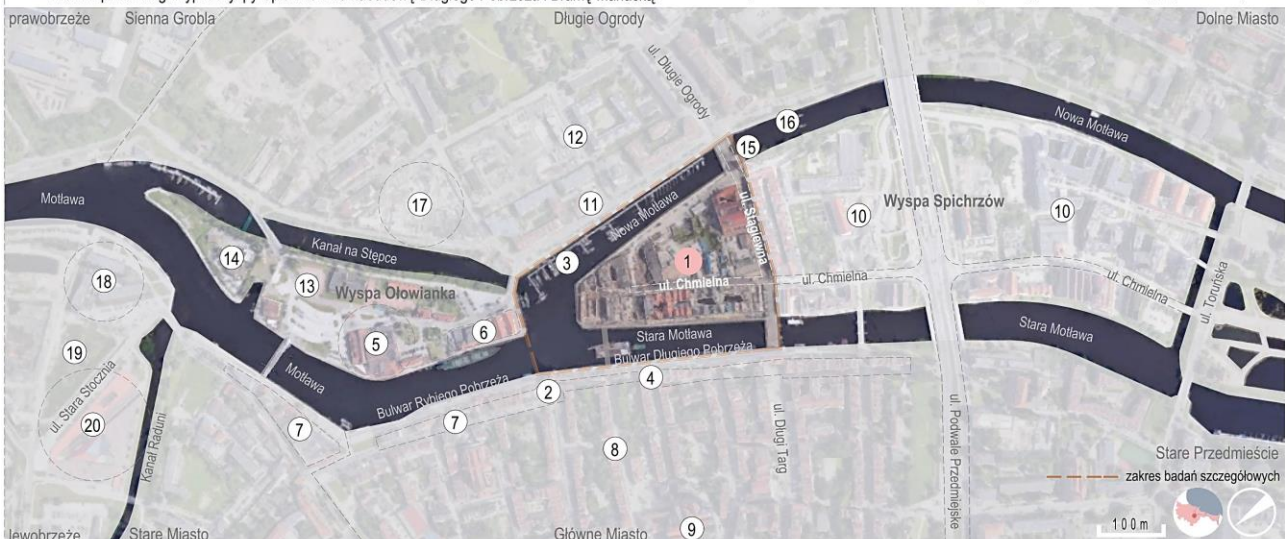 prawobrzeże
Sienna Grobla
Długie Ogrody
Dolne Miasto
ul. Długie Ogrody
Nowa Motława
16
12
15
Motława
17
11
Nowa Motława
ul. Stągiewna
10
Wyspa Spichrzów
10
Kanał na Stępce
14
3
1
18
13
Wyspa Ołowianka
ul. Chmielna
ul. Chmielna
ul. Chmielna
ul. Toruńska
6
Stara Motława
Stara Motława
5
19
Bulwar Długiego Pobrzeża
Motława
ul. Stara Stocznia
Bulwar Rybiego Pobrzeża
2
4
20
7
7
Kanał Raduni
ul. Długi Targ
ul. Podwale Przedmiejskie
8
Stare Przedmieście
zakres badań szczegółowych
lewobrzeże
Stare Miasto
Główne Miasto
9
100 m